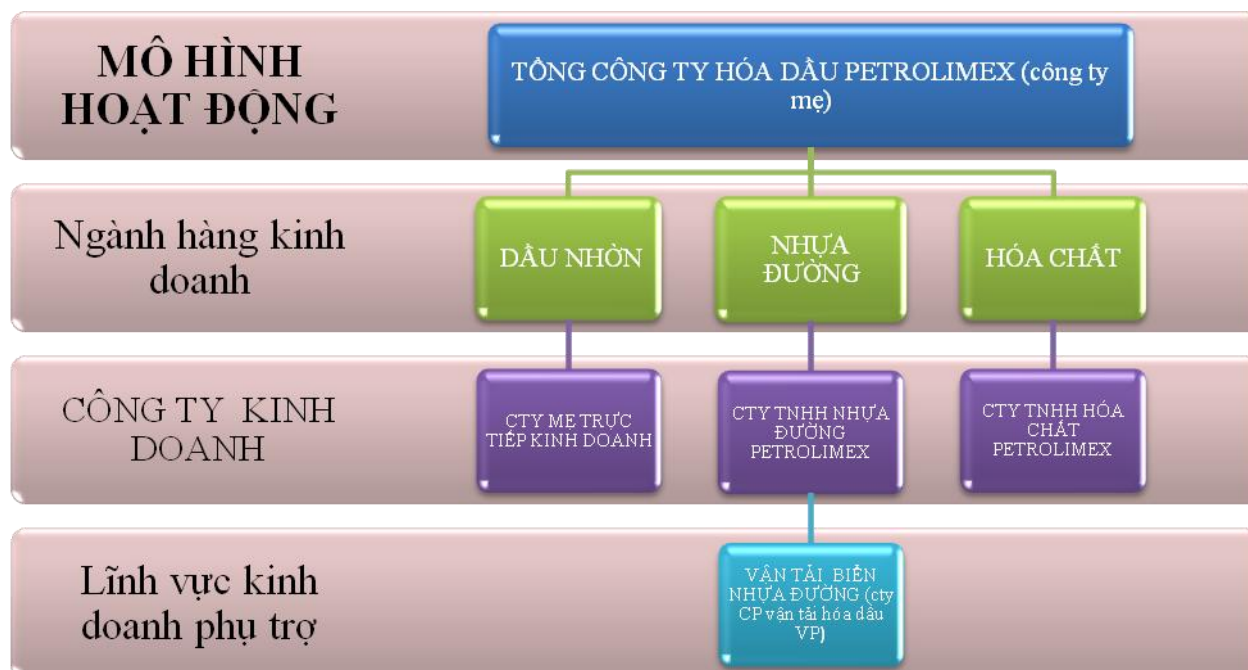 MÔ HÌNH
HOẠT ĐỘNG
TỔNG CÔNG TY HÓA DẦU PETROLIMEX (công ty
mẹ)
Ngành hàng kinh
doanh
DẦU NHỜN
NHỰA
ĐƯỜNG
HÓA CHẤT
CÔNG TY KINH
DOANH
CTY MẸ TRỰC
TIẾP KINH DOANH
CTY TNHH NHỰA
ĐƯỜNG
PETROLIMEX
CTY TNHH HÓA
CHẤT
PETROLIMEX
Lĩnh vực kinh
doanh phụ trợ
VẬN TẢI BIỂN
NHỰA ĐƯỜNG (cty
CP vận tải hóa dầu
VP)